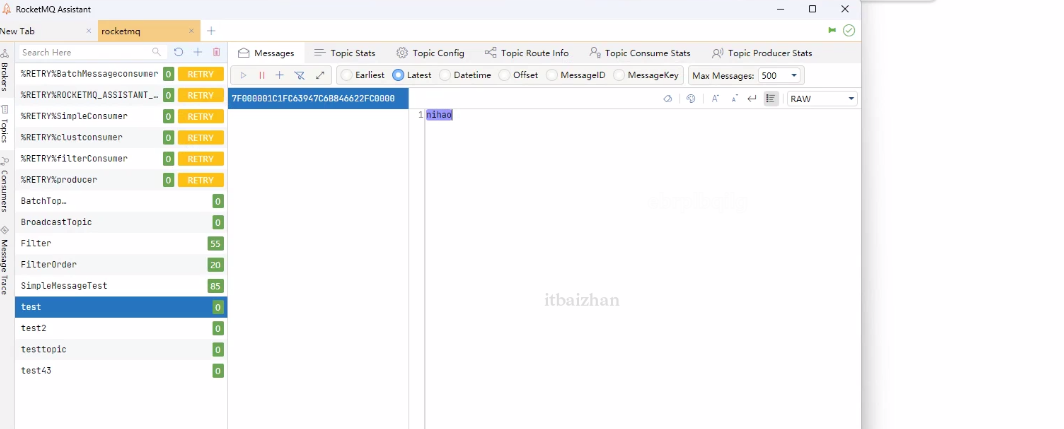 RocketMQ Assistant
New Tab
rocketmq
Search Here
Messages
Topic Stats
Topic Config
Topic Route Info
Topic Consume Stats
Topic Producer Stats
Earliest
Latest
Datetime
Offset
MessageID
MessageKey
Max Messages:
500
Brokers
Topics
Consumers
Message Trace
%RETRY%BatchMessageconsumer 0 RETRY
%RETRY%ROCKETMQ_ASSISTANT_… 0 RETRY
%RETRY%SimpleConsumer 0 RETRY
%RETRY%clustconsumer 0 RETRY
%RETRY%filterConsumer 0 RETRY
%RETRY%producer 0 RETRY
BatchTop… 0
BroadcastTopic 0
Filter 55
FilterOrder 20
SimpleMessageTest 85
test 0
test2 0
testtopic 0
test43 0
7F000001C1FC63947C6B846622FC0000
RAW
1 nihao
itbaizhan